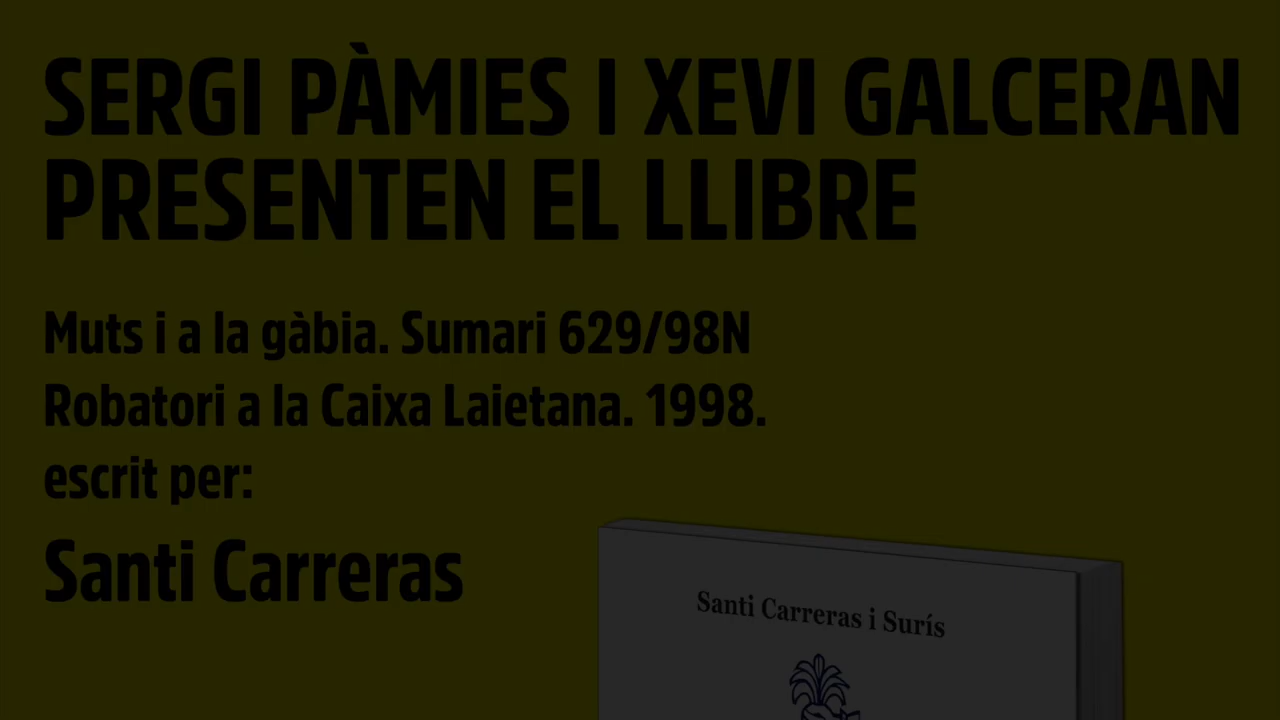 SERGI PÀMIES I XEVI GALCERAN
PRESENTEN EL LLIBRE
Muts i a la gàbia. Sumari 629/98N
Robatori a la Caixa Laietana. 1998.
escrit per:
Santi Carreras
Santi Carreras i Surís